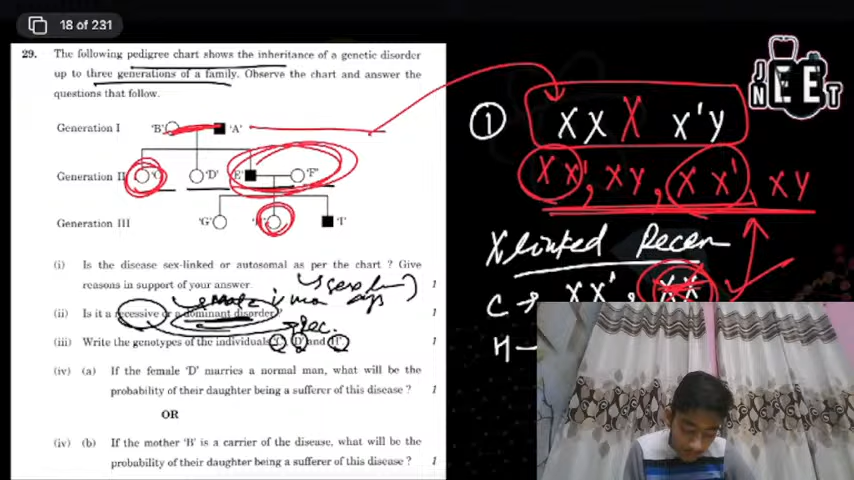 18 of 231
29. The following pedigree chart shows the inheritance of a genetic disorder
up to three generations of a family. Observe the chart and answer the
questions that follow.
Generation I 'B' 'A'
Generation II 'C' 'D' E 'F'
Generation III 'G' 'I'
(i) Is the disease sex-linked or autosomal as per the chart ? Give
reasons in support of your answer. 1
(ii) Is it a recessive or a dominant disorder ? 1
Rec.
(iii) Write the genotypes of the individuals 'C', 'D' and 'H'. 1
(iv) (a) If the female 'D' marries a normal man, what will be the
probability of their daughter being a sufferer of this disease ? 1
OR
(iv) (b) If the mother 'B' is a carrier of the disease, what will be the
probability of their daughter being a sufferer of this disease ? 1
J
N E E T
① XX X X'Y
XX', XY, XX', XY
X linked Recen
C → XX', XX
H –